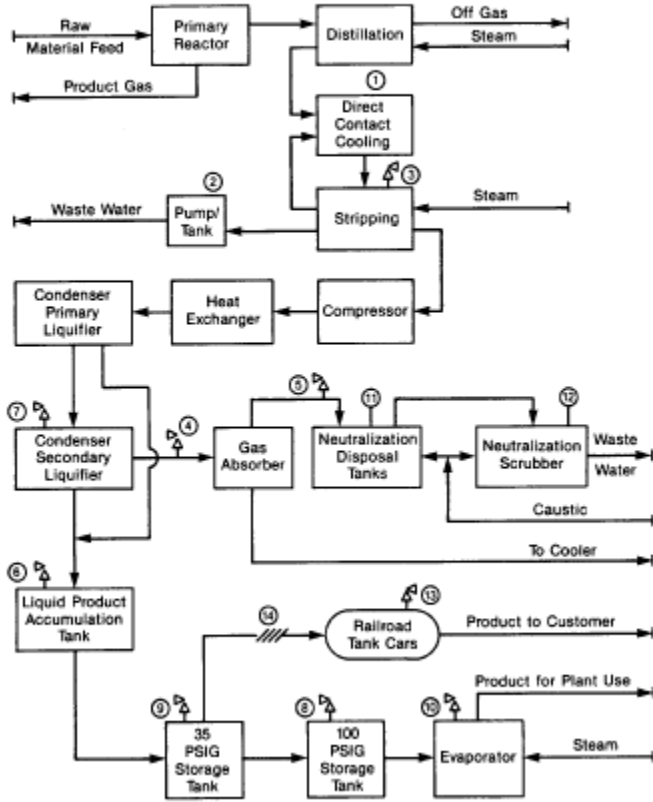 Raw
Material Feed
Primary
Reactor
Distillation
Off Gas
Steam
Product Gas
①
Direct
Contact
Cooling
②
③
Waste Water
Pump/
Tank
Stripping
Steam
Condenser
Primary
Liquifier
Heat
Exchanger
Compressor
⑤
⑪
⑫
⑦
④
Condenser
Secondary
Liquifier
Gas
Absorber
Neutralization
Disposal
Tanks
Neutralization
Scrubber
Waste
Water
Caustic
To Cooler
⑥
Liquid Product
Accumulation
Tank
⑭
⑬
Railroad
Tank Cars
Product to Customer
⑨
⑧
⑩
Product for Plant Use
35
PSIG
Storage
Tank
100
PSIG
Storage
Tank
Evaporator
Steam